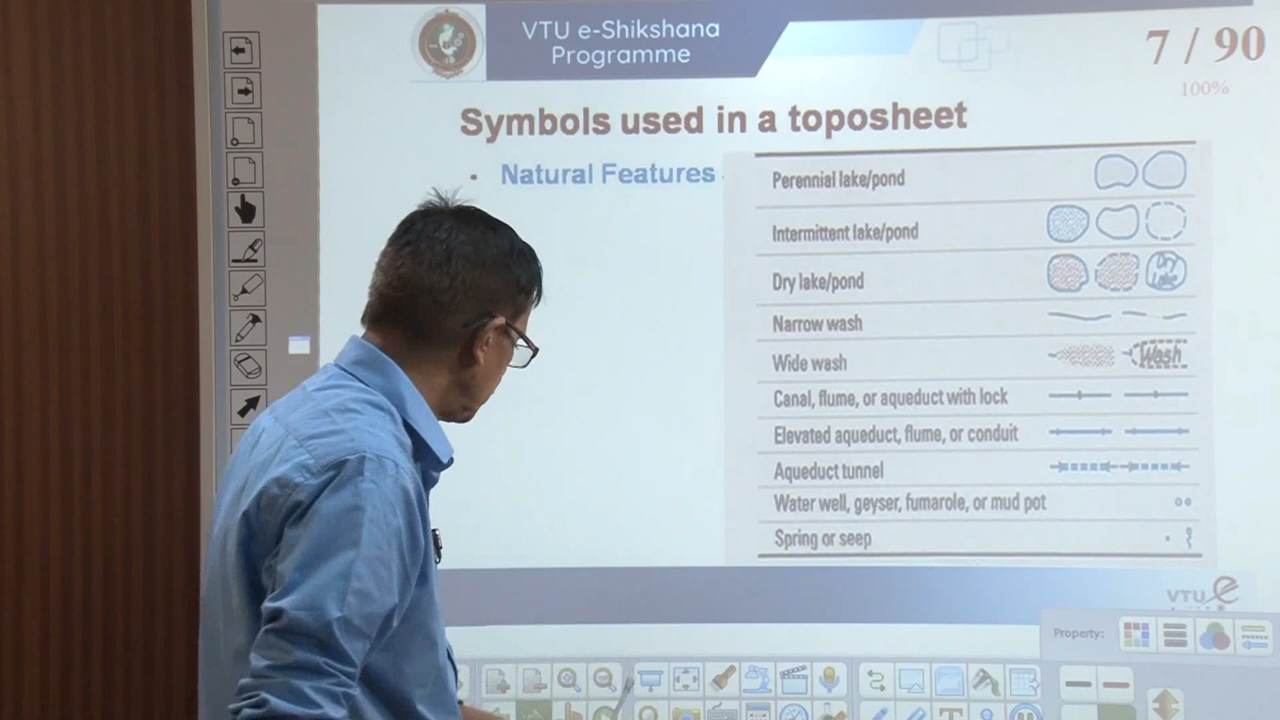 VTU e-Shikshana
Programme
7 / 90
100%
Symbols used in a toposheet
• Natural Features
Perennial lake/pond
Intermittent lake/pond
Dry lake/pond
Dry
Lake
Narrow wash
Wide wash
Wash
Canal, flume, or aqueduct with lock
Elevated aqueduct, flume, or conduit
Aqueduct tunnel
Water well, geyser, fumarole, or mud pot
Spring or seep
VTU e
Property: